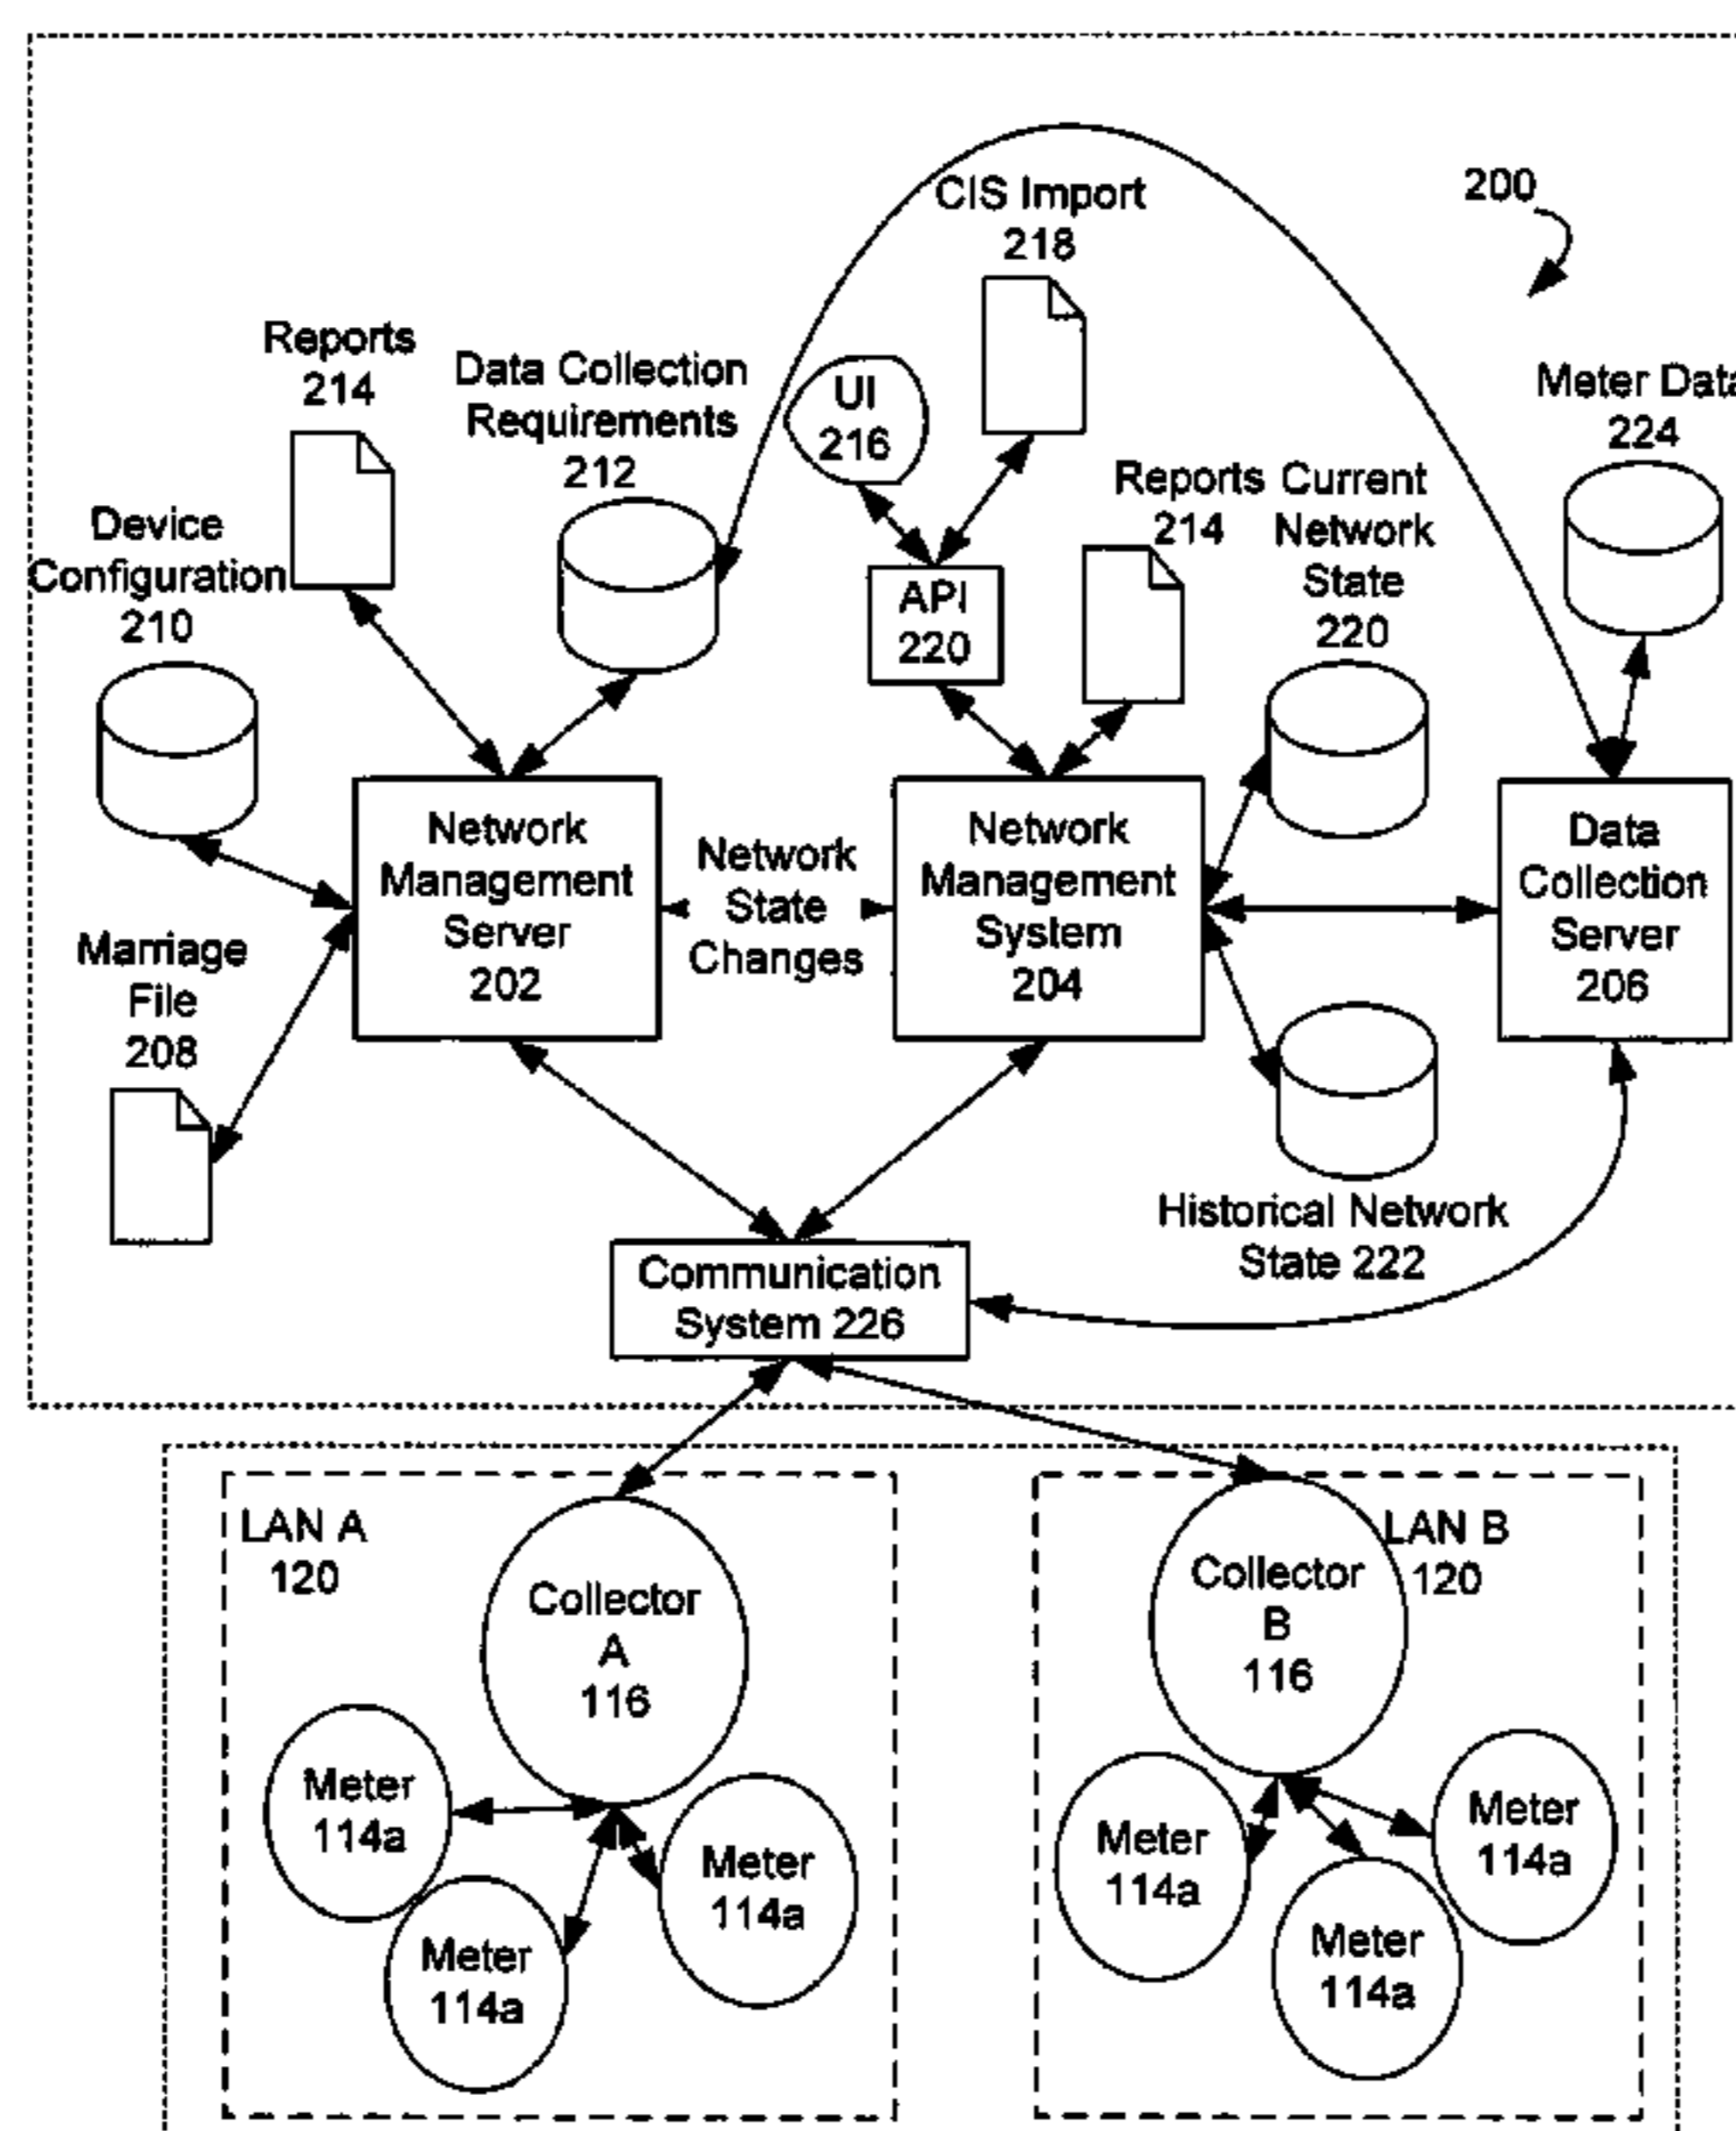 200
CIS Import
218
Reports
214
Data Collection
Requirements
212
UI
216
Meter Data
224
Reports
214
Current
Network
State
220
Device
Configuration
210
API
220
Network
Management
Server
202
Network
State
Changes
Network
Management
System
204
Data
Collection
Server
206
Marriage
File
208
Historical Network
State 222
Communication
System 226
LAN A
120
Collector
A
116
Meter
114a
Meter
114a
Meter
114a
LAN B
120
Collector
B
116
Meter
114a
Meter
114a
Meter
114a